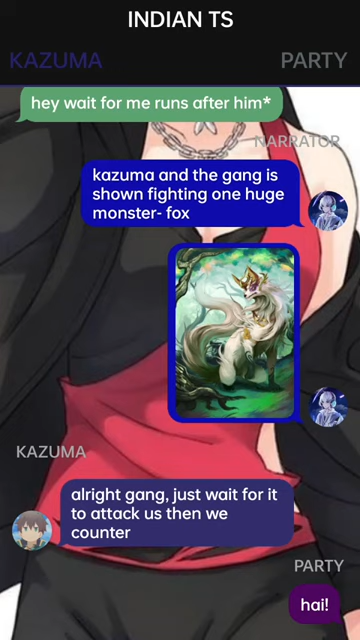 INDIAN TS
KAZUMA
PARTY
hey wait for me runs after him*
NARRATOR
kazuma and the gang is
shown fighting one huge
monster- fox
KAZUMA
alright gang, just wait for it
to attack us then we
counter
PARTY
hai!